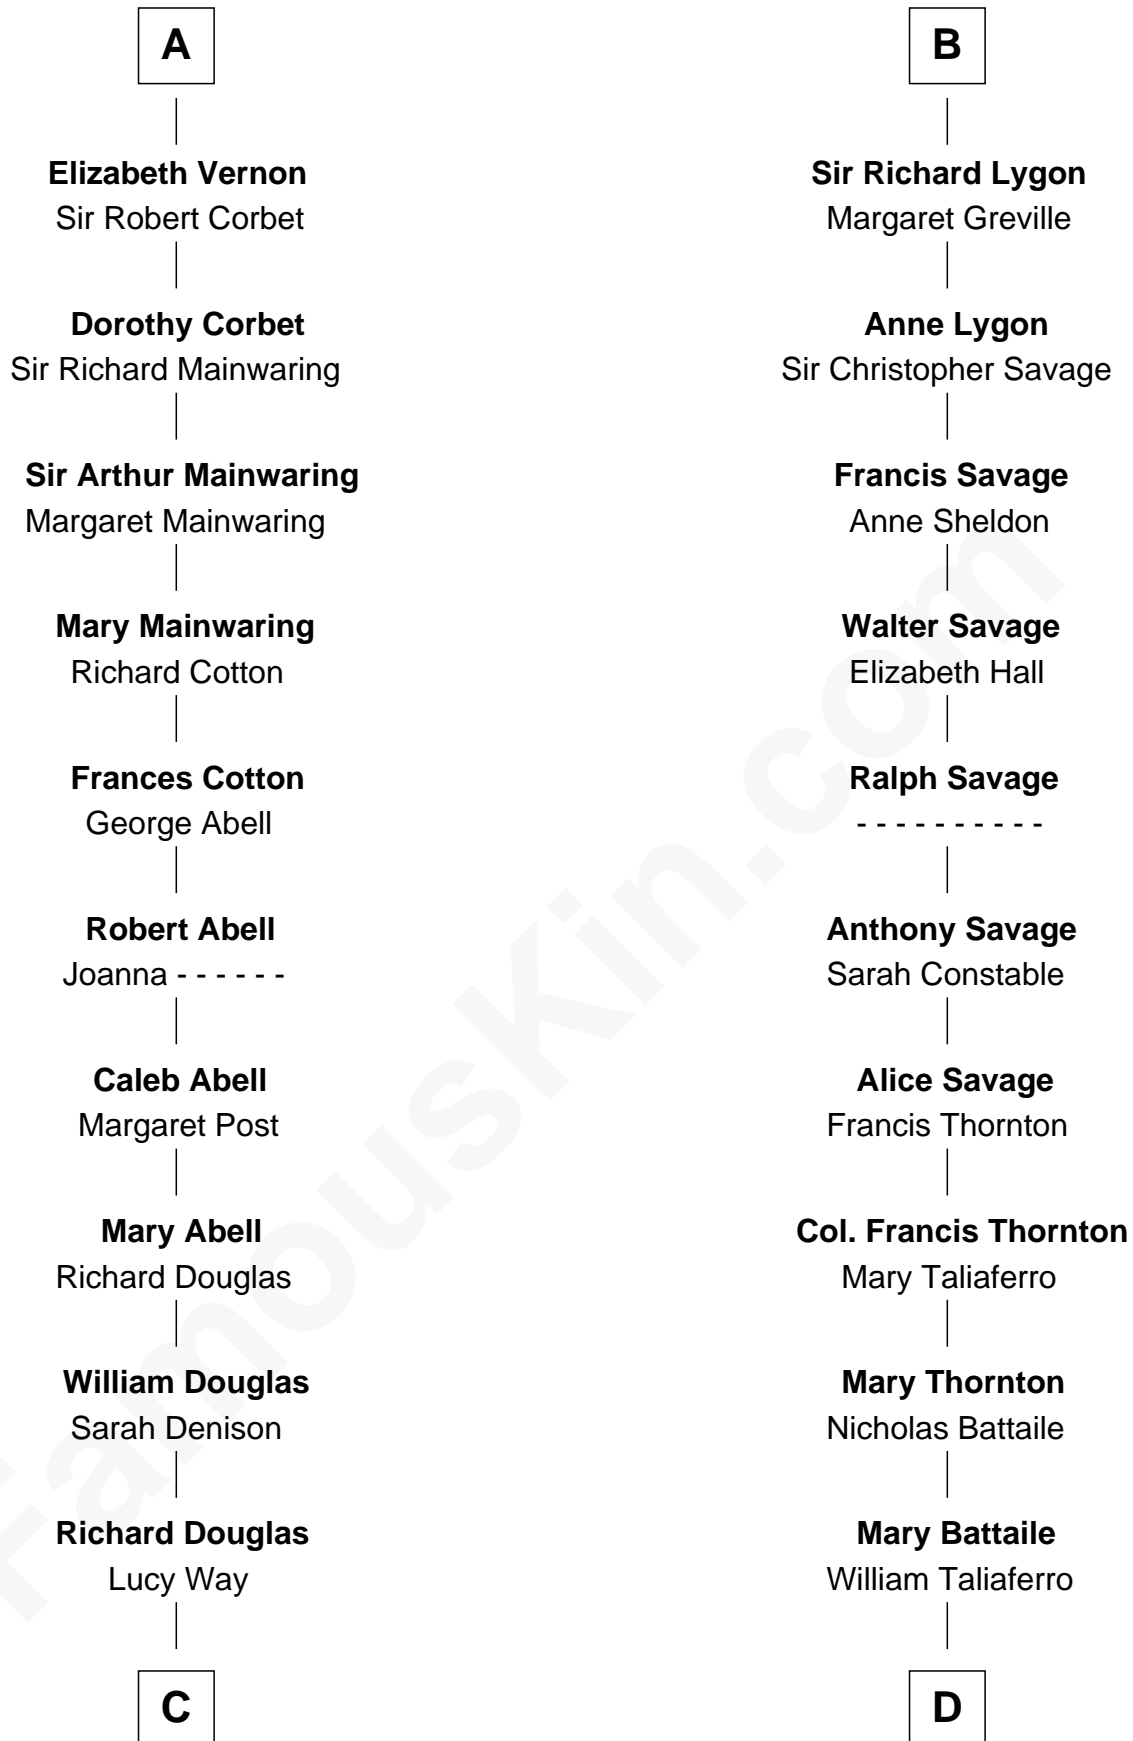 A
Elizabeth Vernon
Sir Robert Corbet
Dorothy Corbet
Sir Richard Mainwaring
Sir Arthur Mainwaring
Margaret Mainwaring
Mary Mainwaring
Richard Cotton
Frances Cotton
George Abell
Robert Abell
Joanna - - - - - -
Caleb Abell
Margaret Post
Mary Abell
Richard Douglas
William Douglas
Sarah Denison
Richard Douglas
Lucy Way
C
B
Sir Richard Lygon
Margaret Greville
Anne Lygon
Sir Christopher Savage
Francis Savage
Anne Sheldon
Walter Savage
Elizabeth Hall
Ralph Savage
- - - - - - - - - -
Anthony Savage
Sarah Constable
Alice Savage
Francis Thornton
Col. Francis Thornton
Mary Taliaferro
Mary Thornton
Nicholas Battaile
Mary Battaile
William Taliaferro
D
FamousKin.com